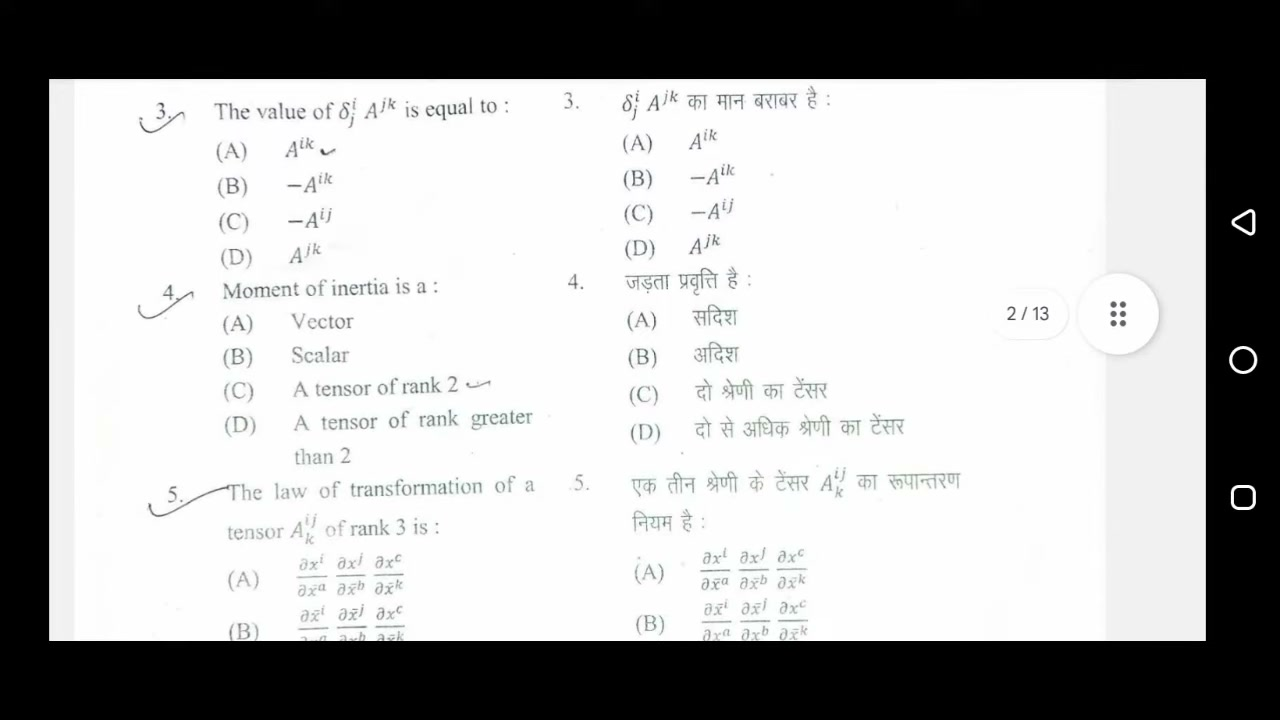 3. The value of δ^i_j A^{jk} is equal to :
(A) A^{ik}
(B) −A^{ik}
(C) −A^{ij}
(D) A^{jk}
4. Moment of inertia is a :
(A) Vector
(B) Scalar
(C) A tensor of rank 2
(D) A tensor of rank greater
than 2
5. The law of transformation of a
tensor A^{ij}_k of rank 3 is :
(A) ∂x^i/∂x̄^a ∂x^j/∂x̄^b ∂x^c/∂x̄^k
(B) ∂x̄^i/∂x^a ∂x̄^j/∂x^b ∂x^c/∂x̄^k
3. δ^i_j A^{jk} का मान बराबर है :
(A) A^{ik}
(B) −A^{ik}
(C) −A^{ij}
(D) A^{jk}
4. जड़ता प्रवृत्ति है :
(A) सदिश
(B) अदिश
(C) दो श्रेणी का टेंसर
(D) दो से अधिक श्रेणी का टेंसर
5. एक तीन श्रेणी के टेंसर A^{ij}_k का रूपान्तरण
नियम है :
(A) ∂x^i/∂x̄^a ∂x^j/∂x̄^b ∂x^c/∂x̄^k
(B) ∂x̄^i/∂x^a ∂x̄^j/∂x^b ∂x^c/∂x̄^k
2 / 13